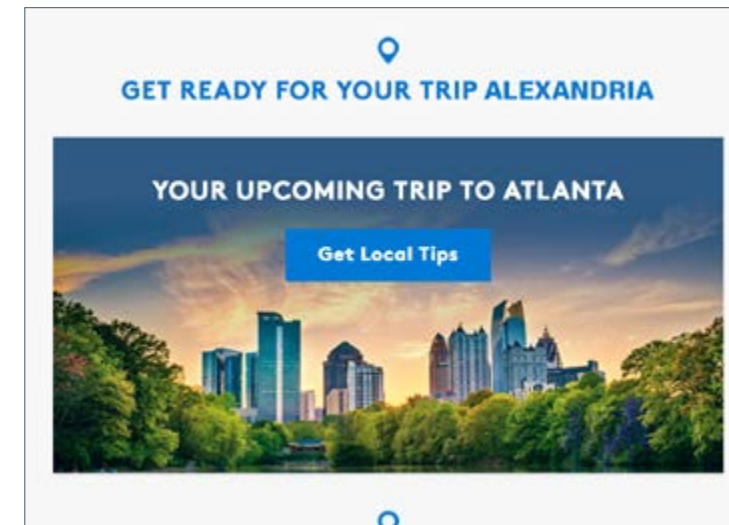 GET READY FOR YOUR TRIP ALEXANDRIA
YOUR UPCOMING TRIP TO ATLANTA
Get Local Tips